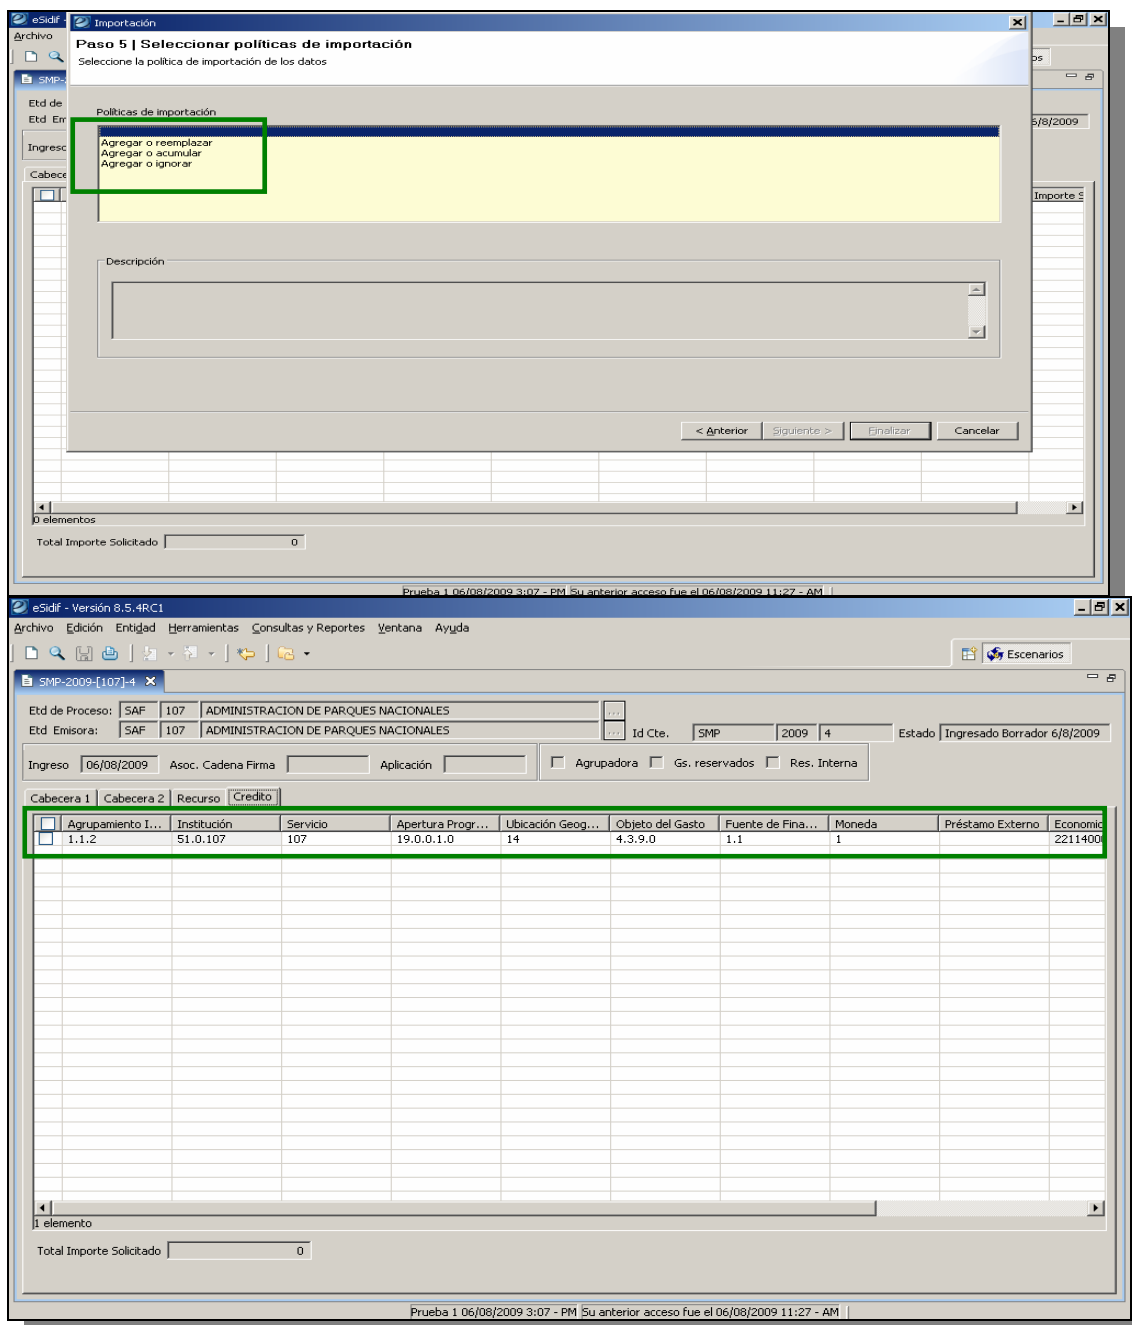 eSidif -
Importación
Archivo
Paso 5 | Seleccionar políticas de importación
Seleccione la política de importación de los datos
os
SMP-
Etd de
Etd Em
6/8/2009
Políticas de importación
Ingreso
Agregar o reemplazar
Agregar o acumular
Agregar o ignorar
Cabece
Importe S
Descripción
< Anterior Siguiente > Finalizar Cancelar
0 elementos
Total Importe Solicitado 0
Prueba 1 06/08/2009 3:07 - PM Su anterior acceso fue el 06/08/2009 11:27 - AM
eSidif - Versión 8.5.4RC1
Archivo Edición Entidad Herramientas Consultas y Reportes Ventana Ayuda
Escenarios
SMP-2009-[107]-4
Etd de Proceso: SAF 107 ADMINISTRACION DE PARQUES NACIONALES ...
Etd Emisora: SAF 107 ADMINISTRACION DE PARQUES NACIONALES ... Id Cte. SMP 2009 4 Estado Ingresado Borrador 6/8/2009
Ingreso 06/08/2009 Asoc. Cadena Firma Aplicación Agrupadora Gs. reservados Res. Interna
Cabecera 1 Cabecera 2 Recurso Credito
Agrupamiento I... Institución Servicio Apertura Progr... Ubicación Geog... Objeto del Gasto Fuente de Fina... Moneda Préstamo Externo Economic
1.1.2 51.0.107 107 19.0.0.1.0 14 4.3.9.0 1.1 1 2211400
1 elemento
Total Importe Solicitado 0
Prueba 1 06/08/2009 3:07 - PM Su anterior acceso fue el 06/08/2009 11:27 - AM